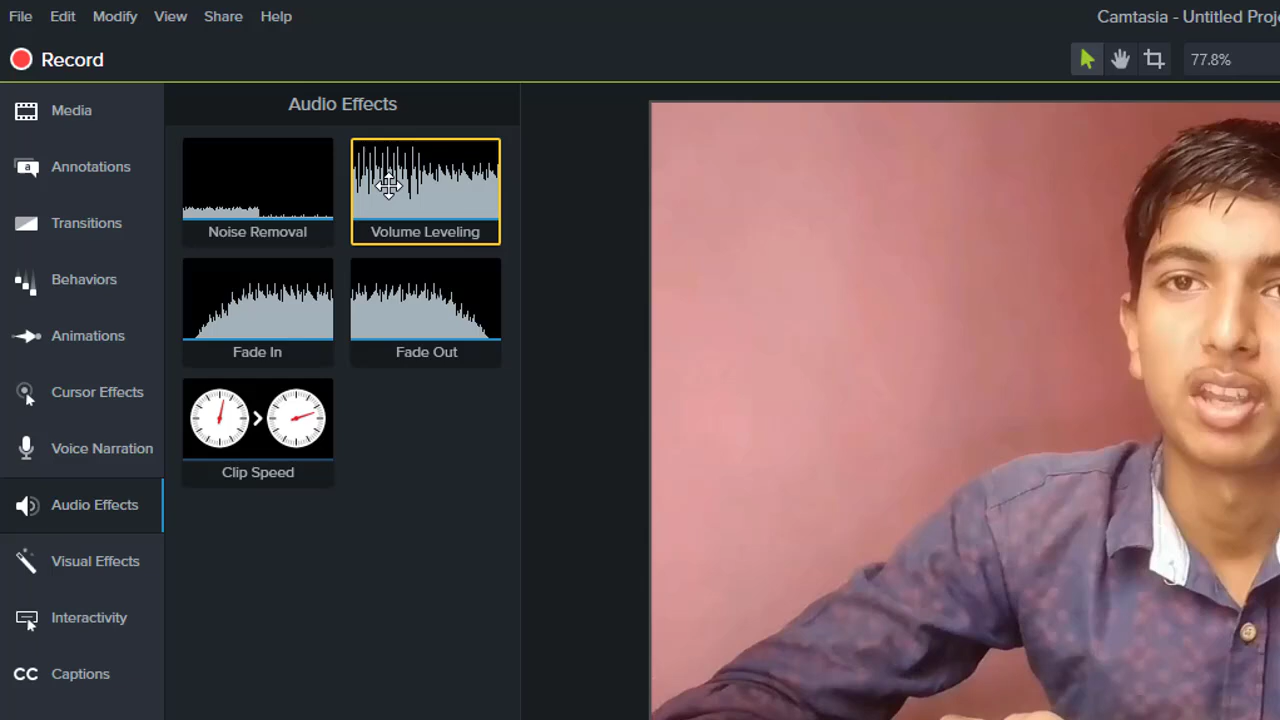 File Edit Modify View Share Help
Camtasia - Untitled Proje
Record
77.8%
Media
Annotations
Transitions
Behaviors
Animations
Cursor Effects
Voice Narration
Audio Effects
Visual Effects
Interactivity
CC Captions
Audio Effects
Noise Removal
Volume Leveling
Fade In
Fade Out
Clip Speed